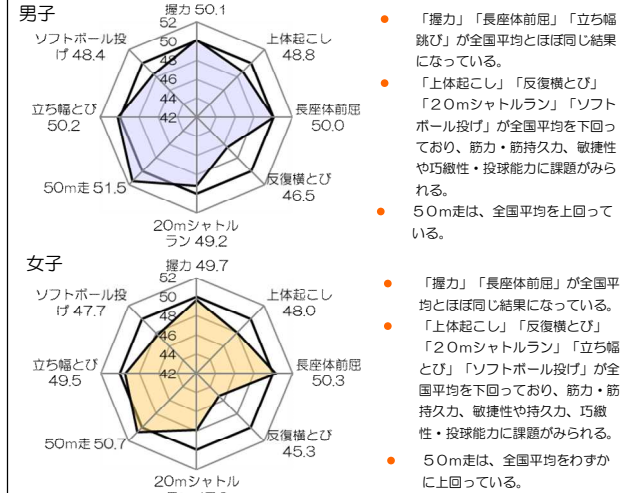 男子
握力 50.1
52
50
48
46
44
42
上体起こし
48.8
長座体前屈
50.0
反復横とび
46.5
20mシャトル
ラン 49.2
50m走 51.5
立ち幅とび
50.2
ソフトボール投
げ 48.4
● 「握力」「長座体前屈」「立ち幅
跳び」が全国平均とほぼ同じ結果
になっている。
● 「上体起こし」「反復横とび」
「20mシャトルラン」「ソフト
ボール投げ」が全国平均を下回っ
ており、筋力・筋持久力、敏捷性
や巧緻性・投球能力に課題がみら
れる。
● 50m走は、全国平均を上回って
いる。
女子
握力 49.7
52
50
48
46
44
42
上体起こし
48.0
長座体前屈
50.3
反復横とび
45.3
20mシャトル
50m走 50.7
立ち幅とび
49.5
ソフトボール投
げ 47.7
● 「握力」「長座体前屈」が全国平
均とほぼ同じ結果になっている。
● 「上体起こし」「反復横とび」
「20mシャトルラン」「立ち幅
とび」「ソフトボール投げ」が全
国平均を下回っており、筋力・筋
持久力、敏捷性や持久力、巧緻
性・投球能力に課題がみられる。
● 50m走は、全国平均をわずか
に上回っている。